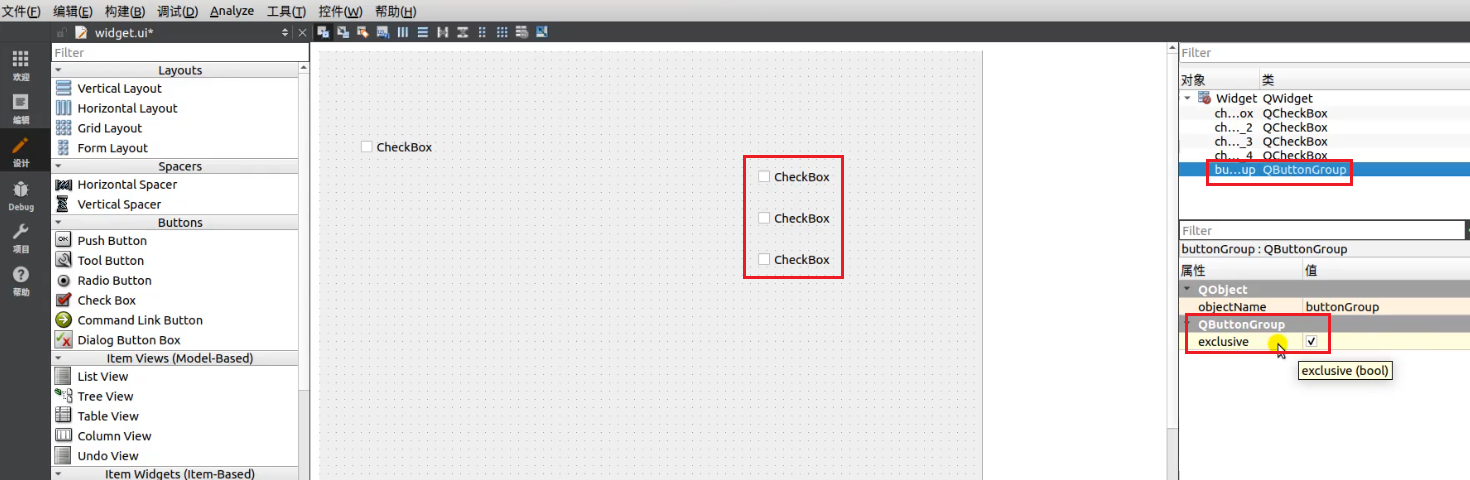 文件(F) 编辑(E) 构建(B) 调试(D) Analyze 工具(T) 控件(W) 帮助(H)
widget.ui*
欢迎
编辑
设计
Debug
项目
帮助
Filter
Layouts
Vertical Layout
Horizontal Layout
Grid Layout
Form Layout
Spacers
Horizontal Spacer
Vertical Spacer
Buttons
OK
Push Button
Tool Button
Radio Button
Check Box
Command Link Button
Dialog Button Box
Item Views (Model-Based)
List View
Tree View
Table View
Column View
Undo View
Item Widgets (Item-Based)
CheckBox
CheckBox
CheckBox
CheckBox
Filter
对象 类
Widget QWidget
ch...ox QCheckBox
ch..._2 QCheckBox
ch..._3 QCheckBox
ch..._4 QCheckBox
bu...up QButtonGroup
Filter
buttonGroup : QButtonGroup
属性 值
QObject
objectName buttonGroup
QButtonGroup
exclusive
exclusive (bool)